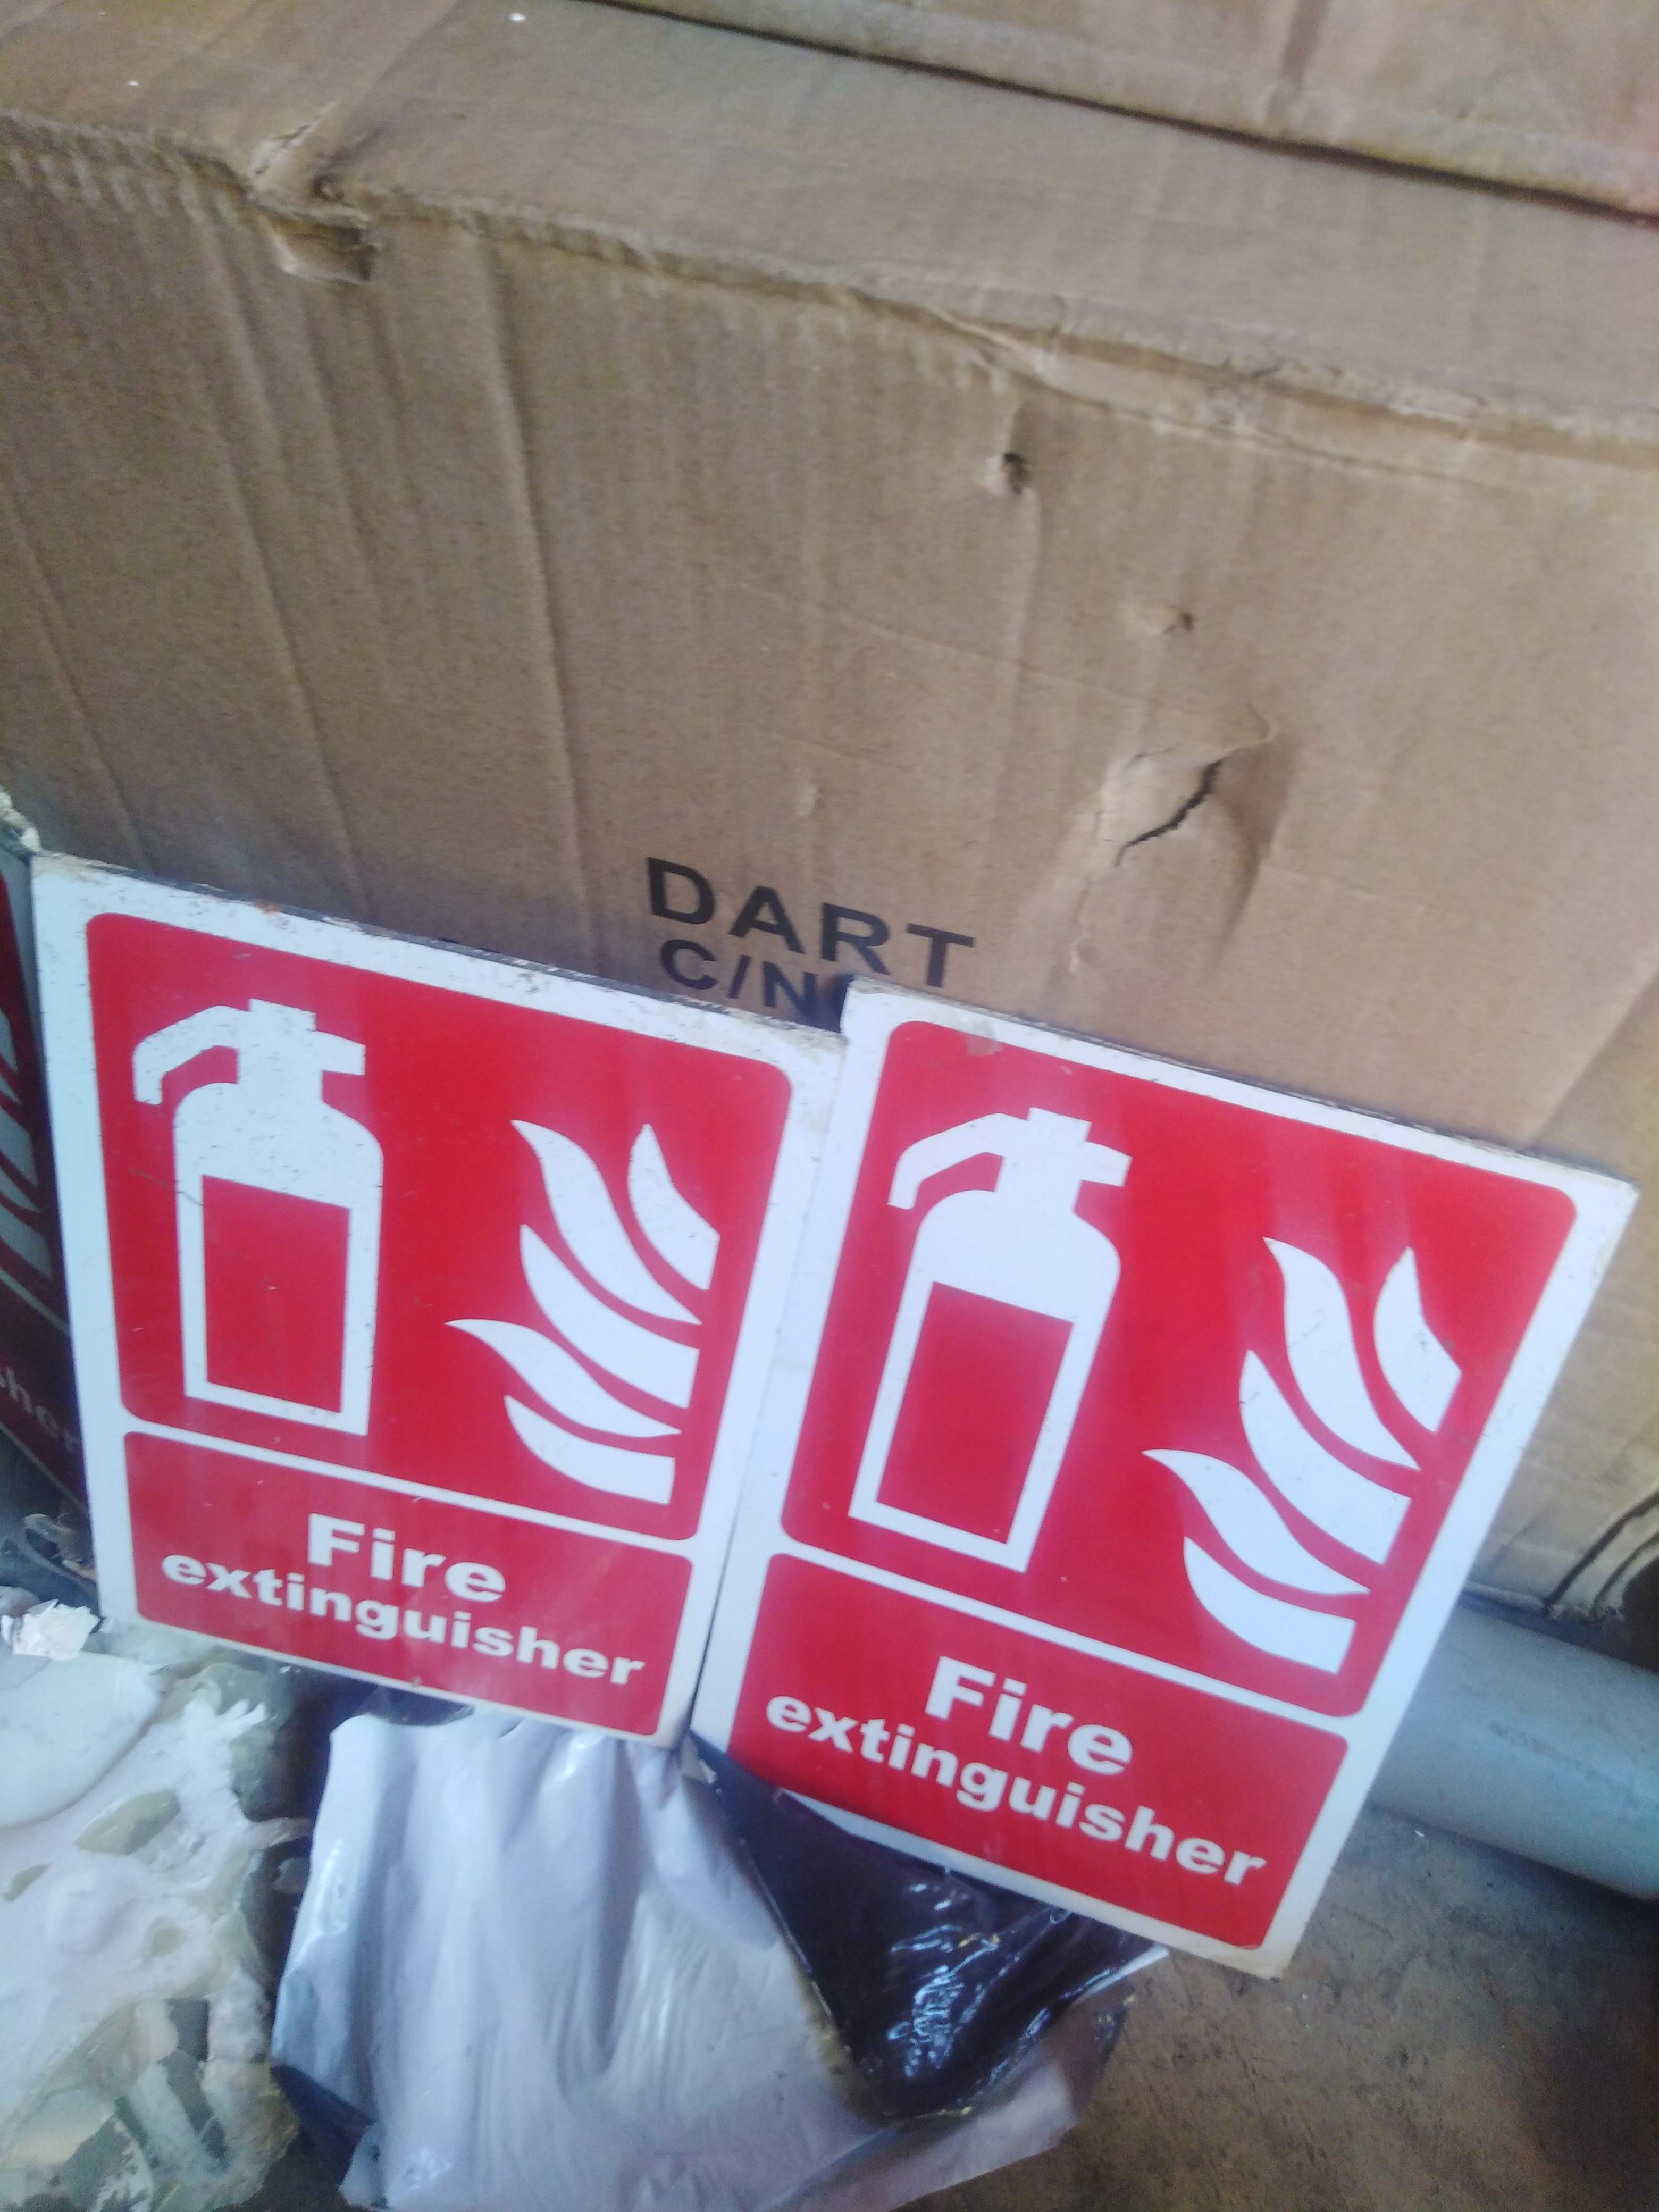 DART
C/N
Fire
extinguisher
Fire
extinguisher